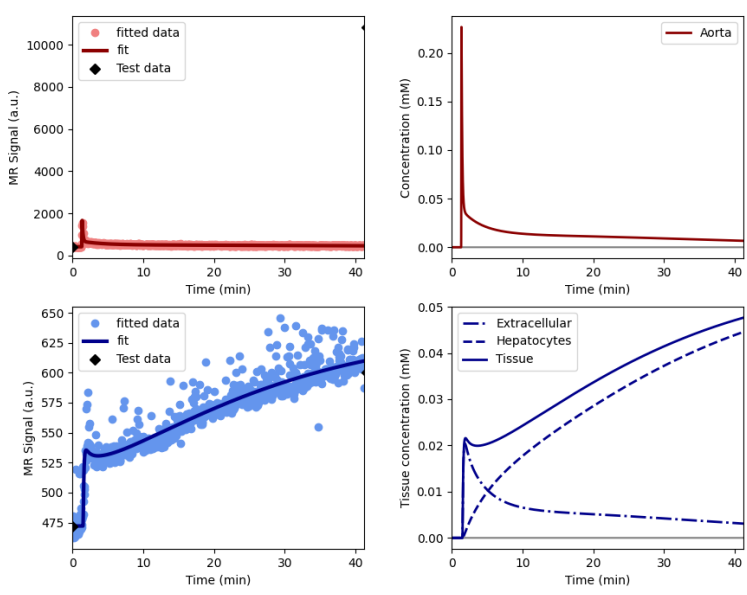 fitted data
fit
Test data
MR Signal (a.u.)
10000
8000
6000
4000
2000
0
0
10
20
30
40
Time (min)
Aorta
Concentration (mM)
0.20
0.15
0.10
0.05
0.00
0
10
20
30
40
Time (min)
fitted data
fit
Test data
MR Signal (a.u.)
650
625
600
575
550
525
500
475
0
10
20
30
40
Time (min)
Extracellular
Hepatocytes
Tissue
Tissue concentration (mM)
0.05
0.04
0.03
0.02
0.01
0.00
0
10
20
30
40
Time (min)